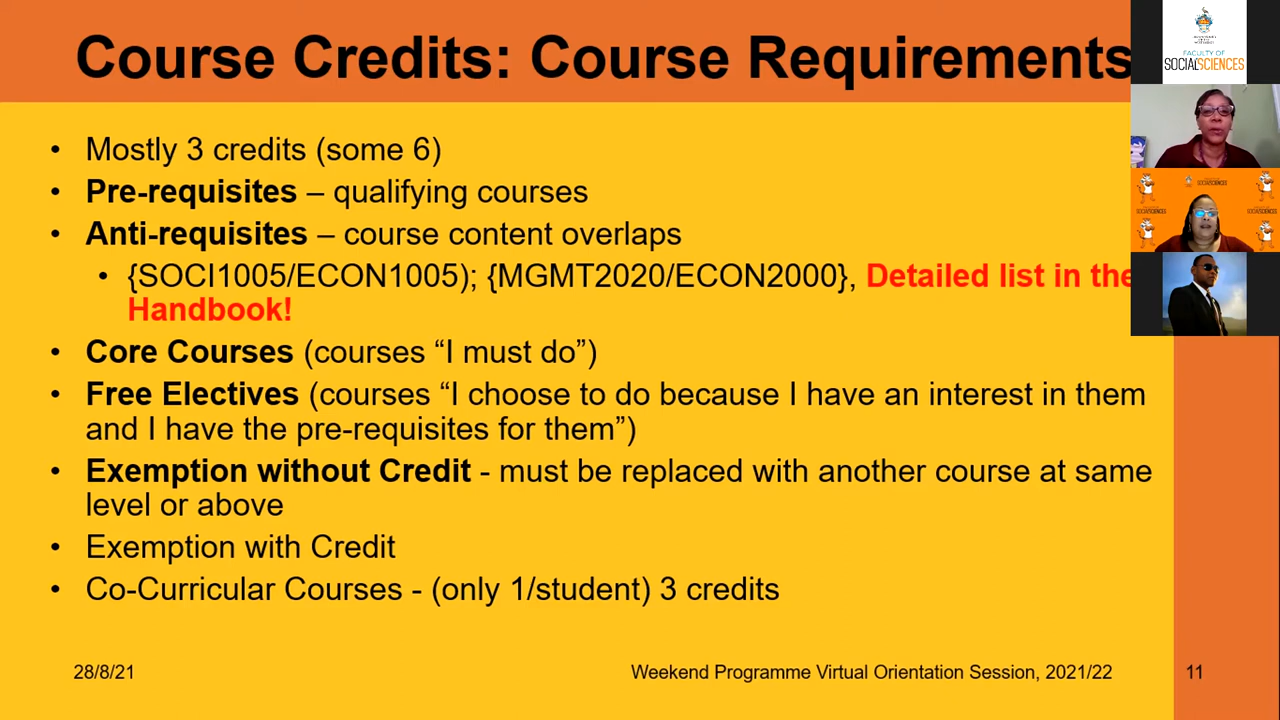 Course Credits: Course Requirements
FACULTY OF
SOCIALSCIENCES
• Mostly 3 credits (some 6)
• Pre-requisites – qualifying courses
• Anti-requisites – course content overlaps
• {SOCI1005/ECON1005); {MGMT2020/ECON2000}, Detailed list in the
Handbook!
• Core Courses (courses “I must do”)
• Free Electives (courses “I choose to do because I have an interest in them
and I have the pre-requisites for them”)
• Exemption without Credit - must be replaced with another course at same
level or above
• Exemption with Credit
• Co-Curricular Courses - (only 1/student) 3 credits
28/8/21
Weekend Programme Virtual Orientation Session, 2021/22
11